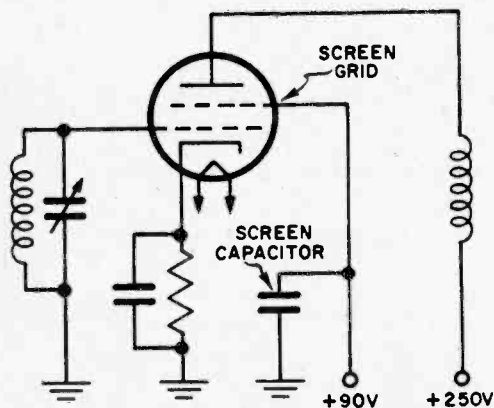 SCREEN
GRID
SCREEN
CAPACITOR
+90V
+250V